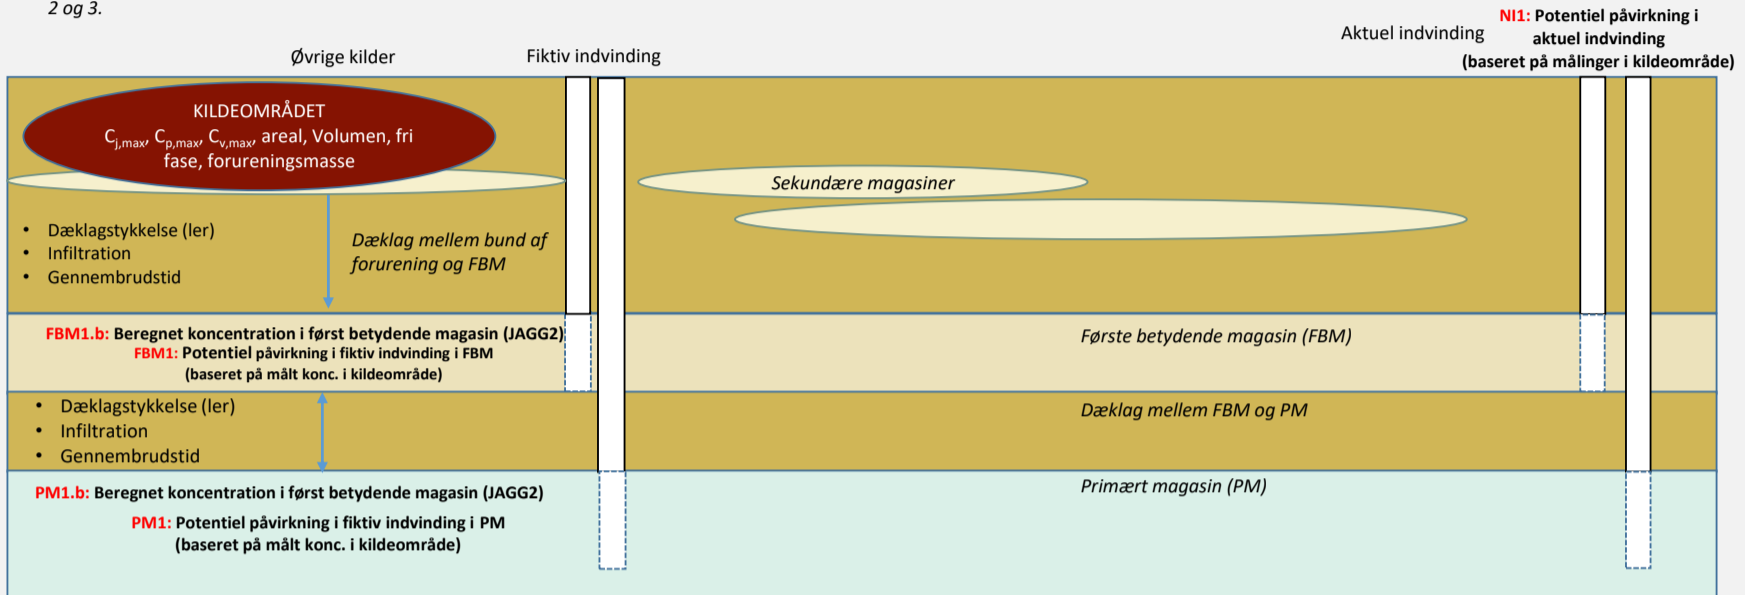 2 og 3.
Øvrige kilder
Fiktiv indvinding
Aktuel indvinding
NI1: Potentiel påvirkning i
aktuel indvinding
(baseret på målinger i kildeområde)
KILDEOMRÅDET
Cj,max, Cp,max, Cv,max, areal, Volumen, fri
fase, forureningsmasse
Sekundære magasiner
• Dæklagstykkelse (ler)
• Infiltration
• Gennembrudstid
Dæklag mellem bund af
forurening og FBM
FBM1.b: Beregnet koncentration i først betydende magasin (JAGG2)
FBM1: Potentiel påvirkning i fiktiv indvinding i FBM
(baseret på målt konc. i kildeområde)
Første betydende magasin (FBM)
• Dæklagstykkelse (ler)
• Infiltration
• Gennembrudstid
Dæklag mellem FBM og PM
PM1.b: Beregnet koncentration i først betydende magasin (JAGG2)
PM1: Potentiel påvirkning i fiktiv indvinding i PM
(baseret på målt konc. i kildeområde)
Primært magasin (PM)